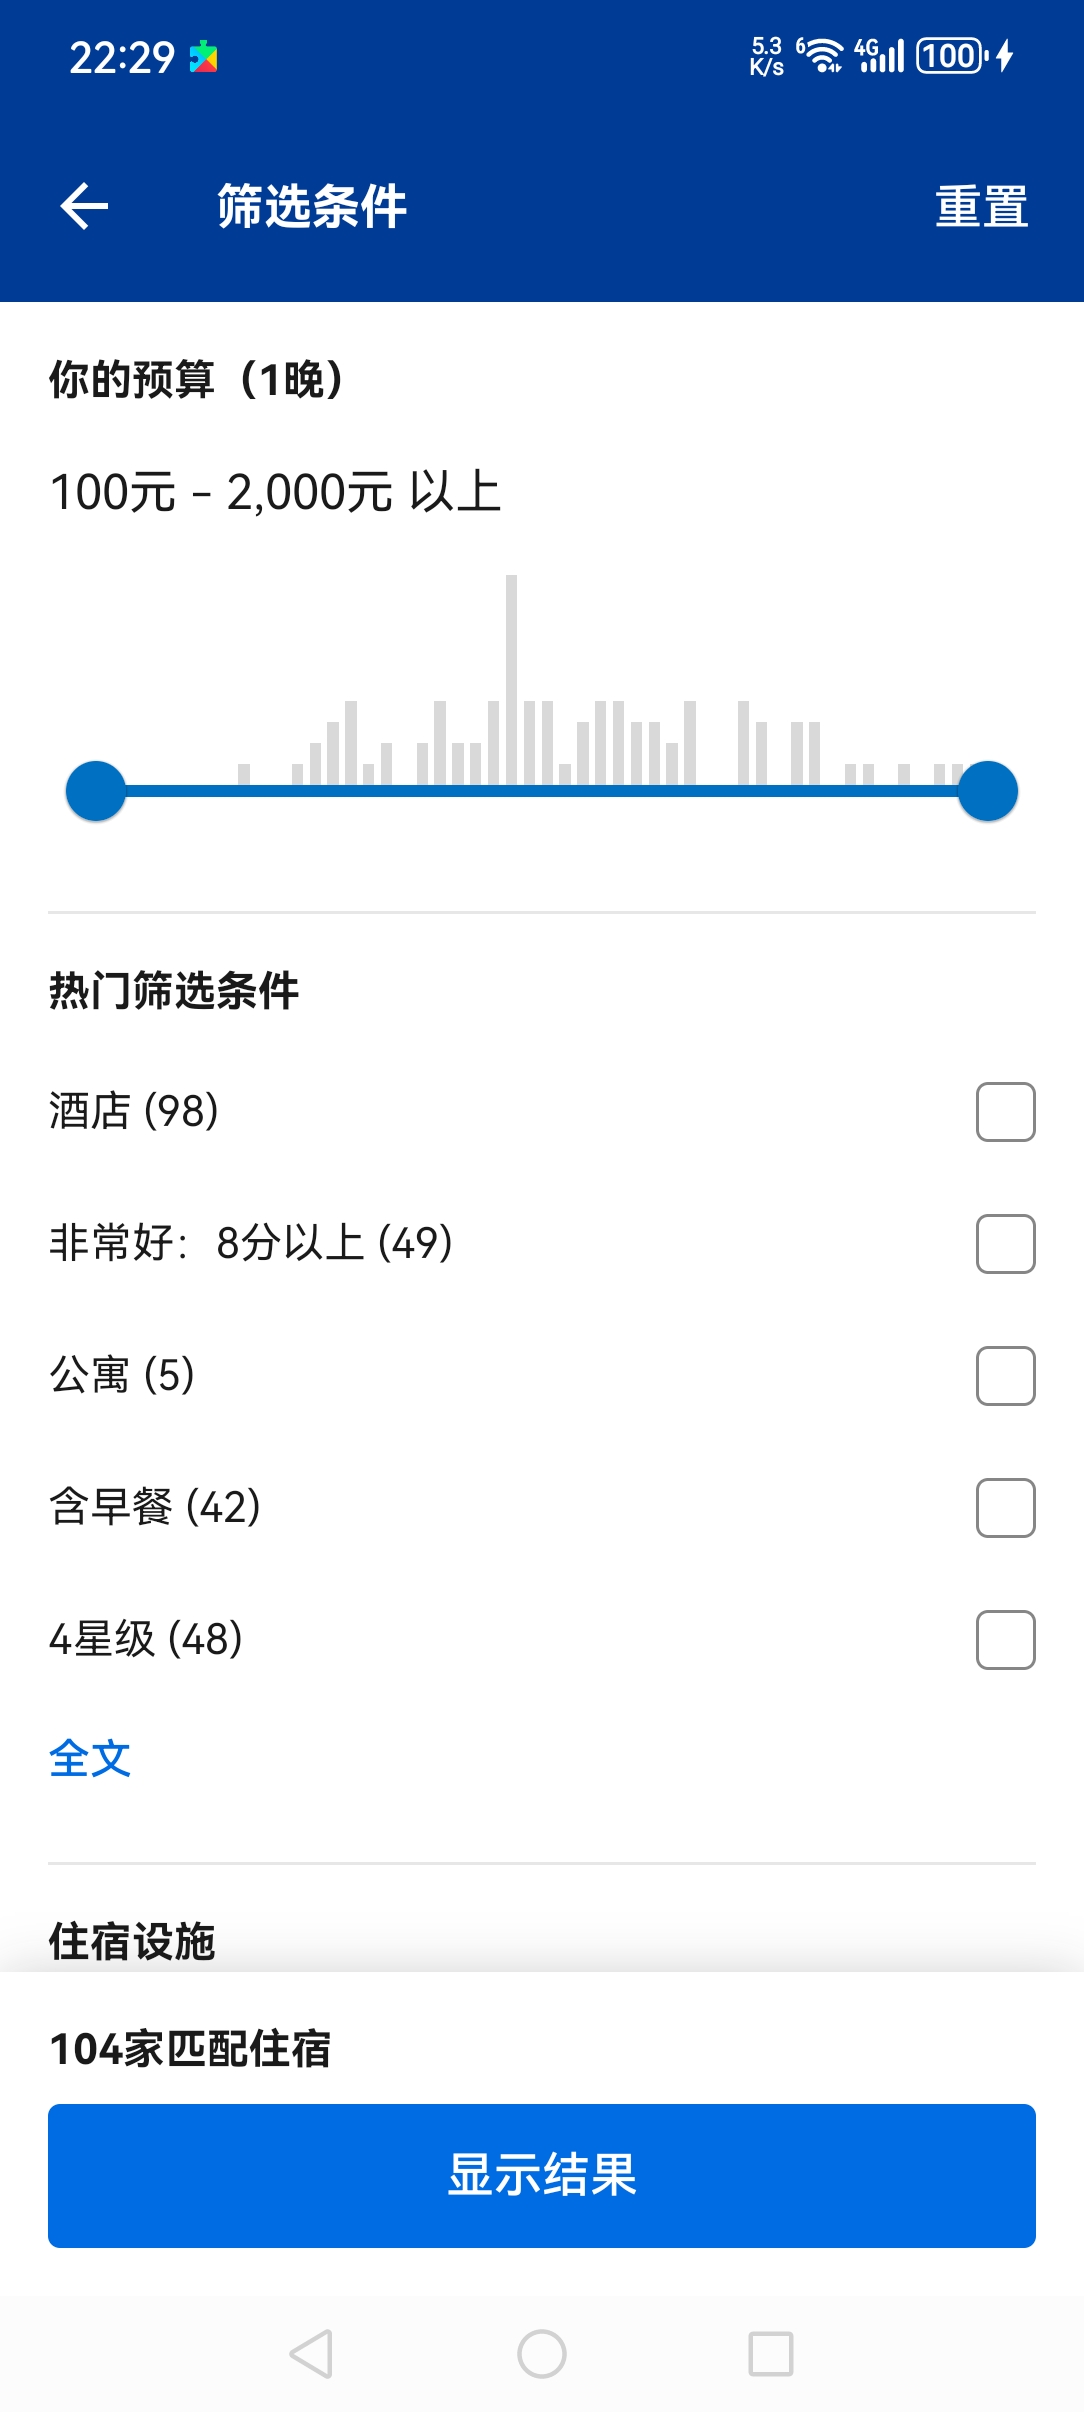 22:29
5.3
K/s
6
4G
100
筛选条件
重置
你的预算（1晚）
100元 – 2,000元 以上
热门筛选条件
酒店 (98)
非常好：8分以上 (49)
公寓 (5)
含早餐 (42)
4星级 (48)
全文
住宿设施
104家匹配住宿
显示结果